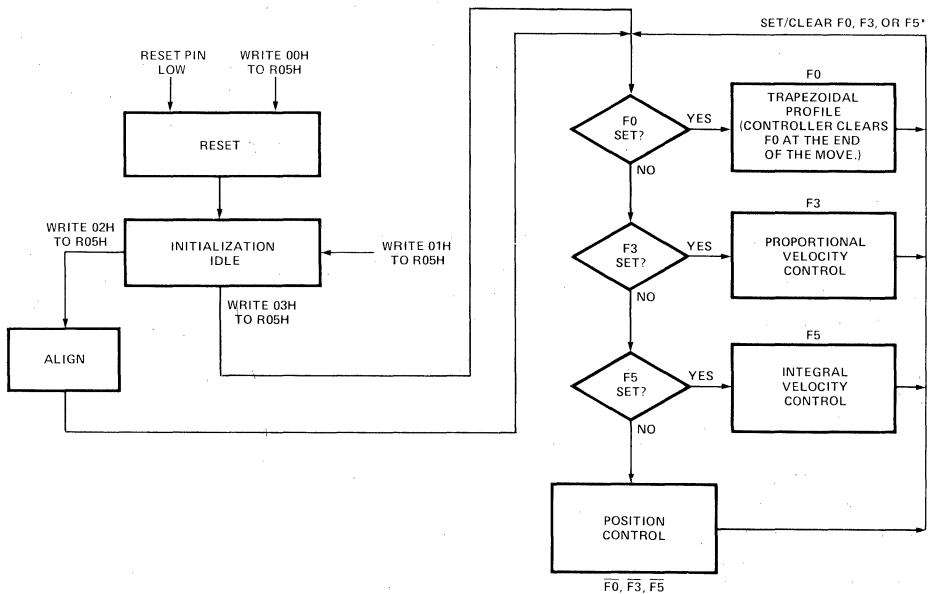 SET/CLEAR F0, F3, OR F5*
RESET PIN
LOW
WRITE 00H
TO R05H
RESET
WRITE 02H
TO R05H
INITIALIZATION
IDLE
WRITE 01H
TO R05H
WRITE 03H
TO R05H
ALIGN
F0
SET?
YES
NO
F0
TRAPEZOIDAL
PROFILE
(CONTROLLER CLEARS
F0 AT THE END
OF THE MOVE.)
F3
SET?
YES
NO
F3
PROPORTIONAL
VELOCITY
CONTROL
F5
SET?
YES
NO
F5
INTEGRAL
VELOCITY
CONTROL
POSITION
CONTROL
F̅0̅, F̅3̅, F̅5̅